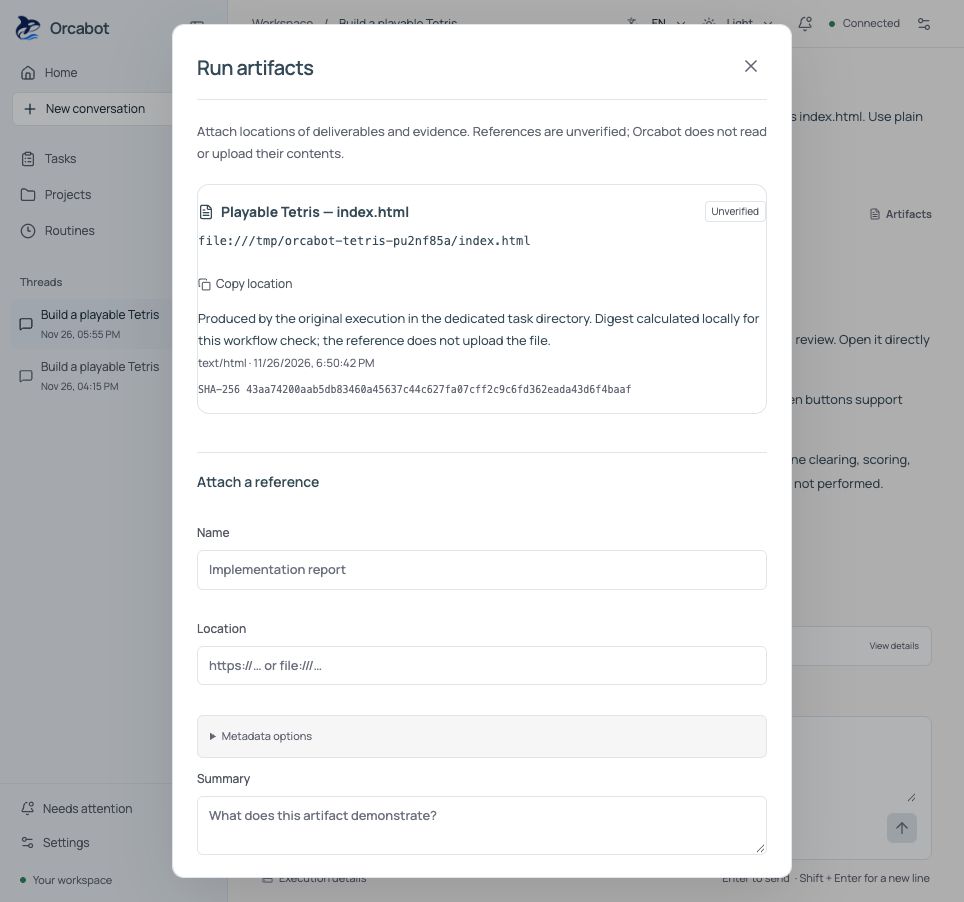 Orcabot
Workspace / Build a playable Tetris
EN
Light
Connected
Home
New conversation
Tasks
Projects
Routines
Threads
Build a playable Tetris
Nov 26, 05:55 PM
Build a playable Tetris
Nov 26, 04:15 PM
Needs attention
Settings
Your workspace
Run artifacts
Attach locations of deliverables and evidence. References are unverified; Orcabot does not read
or upload their contents.
Playable Tetris — index.html
Unverified
file:///tmp/orcabot-tetris-pu2nf85a/index.html
Copy location
Produced by the original execution in the dedicated task directory. Digest calculated locally for
this workflow check; the reference does not upload the file.
text/html · 11/26/2026, 6:50:42 PM
SHA-256 43aa74200aab5db83460a45637c44c627fa07cff2c9c6fd362eada43d6f4baaf
Attach a reference
Name
Implementation report
Location
https://… or file:///…
Metadata options
Summary
What does this artifact demonstrate?
index.html. Use plain
Artifacts
review. Open it directly
buttons support
clearing, scoring,
not performed.
View details
Execution details
Enter to send · Shift + Enter for a new line